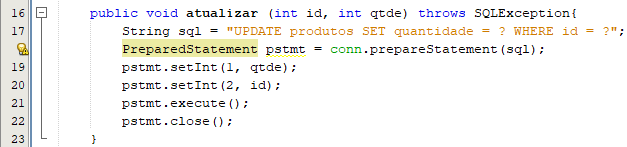 16 public void atualizar (int id, int qtde) throws SQLException{
17 String sql = "UPDATE produtos SET quantidade = ? WHERE id = ?";
PreparedStatement pstmt = conn.prepareStatement(sql);
19 pstmt.setInt(1, qtde);
20 pstmt.setInt(2, id);
21 pstmt.execute();
22 pstmt.close();
23 }